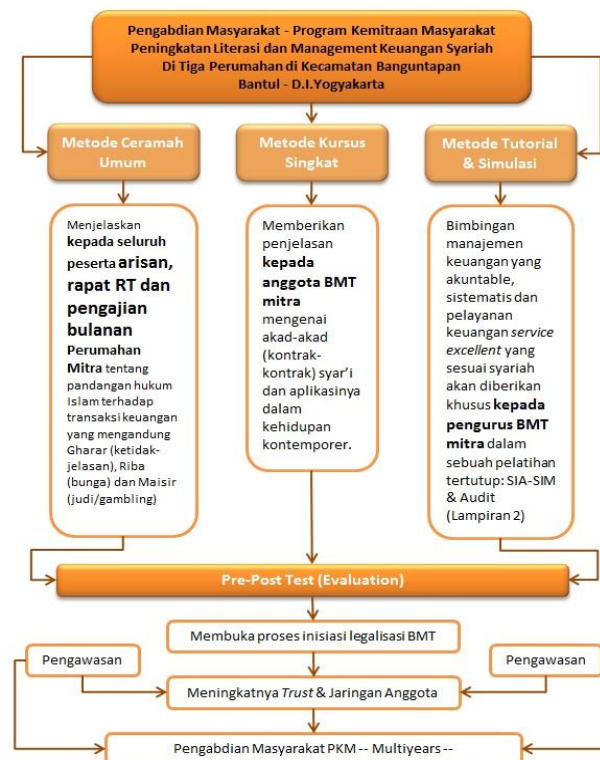 Pengabdian Masyarakat - Program Kemitraan Masyarakat
Peningkatan Literasi dan Management Keuangan Syariah
Di Tiga Perumahan di Kecamatan Banguntapan
Bantul - D.I.Yogyakarta
Metode Ceramah
Umum
Menjelaskan
kepada seluruh
peserta arisan,
rapat RT dan
pengajian
bulanan
Perumahan
Mitra tentang
pandangan hukum
Islam terhadap
transaksi keuangan
yang mengandung
Gharar (ketidak-
jelasan), Riba
(bunga) dan Maisir
(judi/gambling)
Metode Kursus
Singkat
Memberikan
penjelasan
kepada
anggota BMT
mitra
mengenai
akad-akad
(kontrak-
kontrak) syar'i
dan aplikasinya
dalam
kehidupan
kontemporer.
Metode Tutorial
& Simulasi
Bimbingan
manajemen
keuangan yang
akuntable,
sistematis dan
pelayanan
keuangan service
excellent yang
sesuai syariah
akan diberikan
khusus kepada
pengurus BMT
mitra dalam
sebuah pelatihan
tertutup: SIA-SIM
& Audit
(Lampiran 2)
Pre-Post Test (Evaluation)
Membuka proses inisiasi legalisasi BMT
Pengawasan
Pengawasan
Meningkatnya Trust & Jaringan Anggota
Pengabdian Masyarakat PKM -- Multiyears --